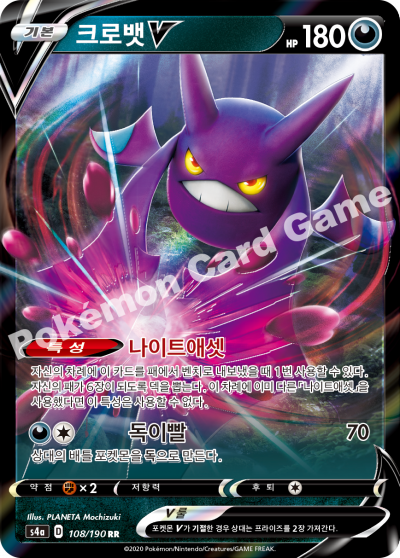 기본 크로뱃 V HP 180
Pokémon Card Game
특성 나이트애셋
자신의 차례에 이 카드를 패에서 벤치로 내보냈을 때 1번 사용할 수 있다.
자신의 패가 6장이 되도록 덱을 뽑는다. 이 차례에 이미 다른 「나이트애셋」을
사용했다면 이 특성은 사용할 수 없다.
독이빨 70
상대의 배틀 포켓몬을 독으로 만든다.
약점 ×2 저항력 후퇴
Illus. PLANETA Mochizuki
V룰
s4a D 108/190 RR
포켓몬 V가 기절한 경우 상대는 프라이즈를 2장 가져간다.
©2020 Pokémon/Nintendo/Creatures/GAME FREAK.